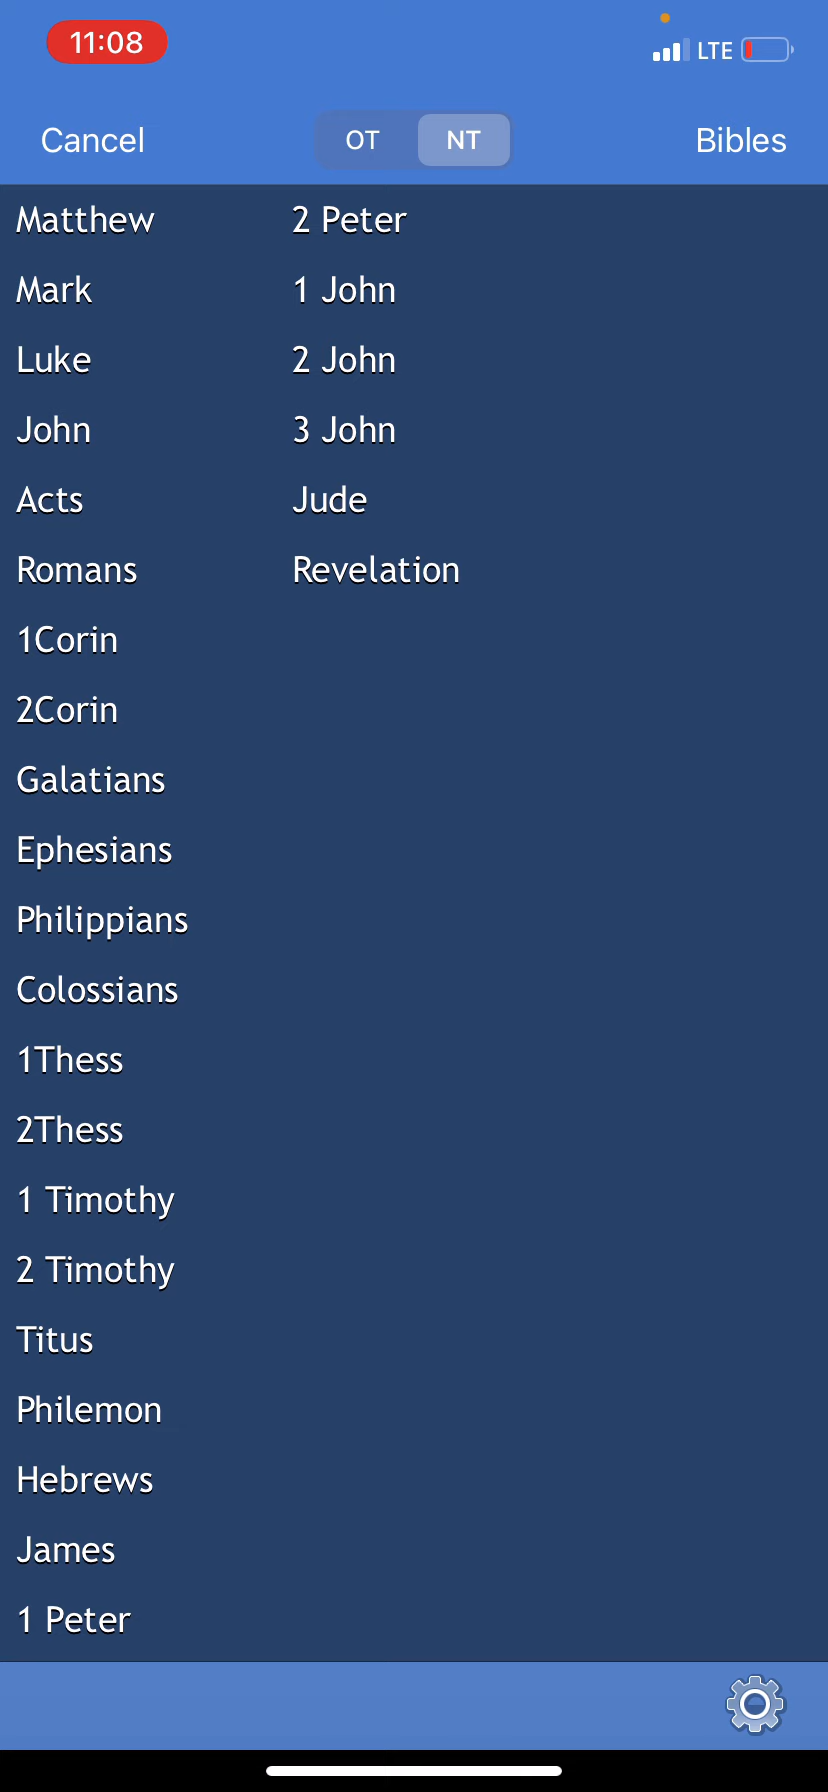 11:08
LTE
Cancel
OT
NT
Bibles
Matthew
Mark
Luke
John
Acts
Romans
1Corin
2Corin
Galatians
Ephesians
Philippians
Colossians
1Thess
2Thess
1 Timothy
2 Timothy
Titus
Philemon
Hebrews
James
1 Peter
2 Peter
1 John
2 John
3 John
Jude
Revelation